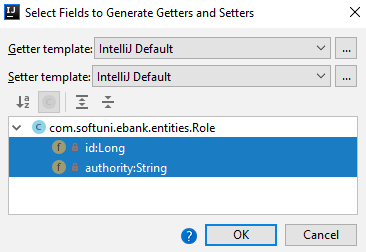 Select Fields to Generate Getters and Setters
Getter template: IntelliJ Default ...
Setter template: IntelliJ Default ...
com.softuni.ebank.entities.Role
id:Long
authority:String
? OK Cancel